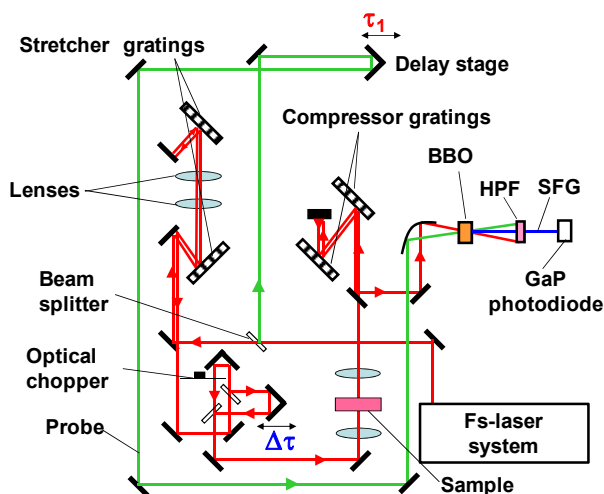 τ1
Stretcher gratings
Delay stage
Compressor gratings
BBO
HPF
SFG
Lenses
GaP
photodiode
Beam
splitter
Optical
chopper
Fs-laser
system
Probe
Δτ
Sample